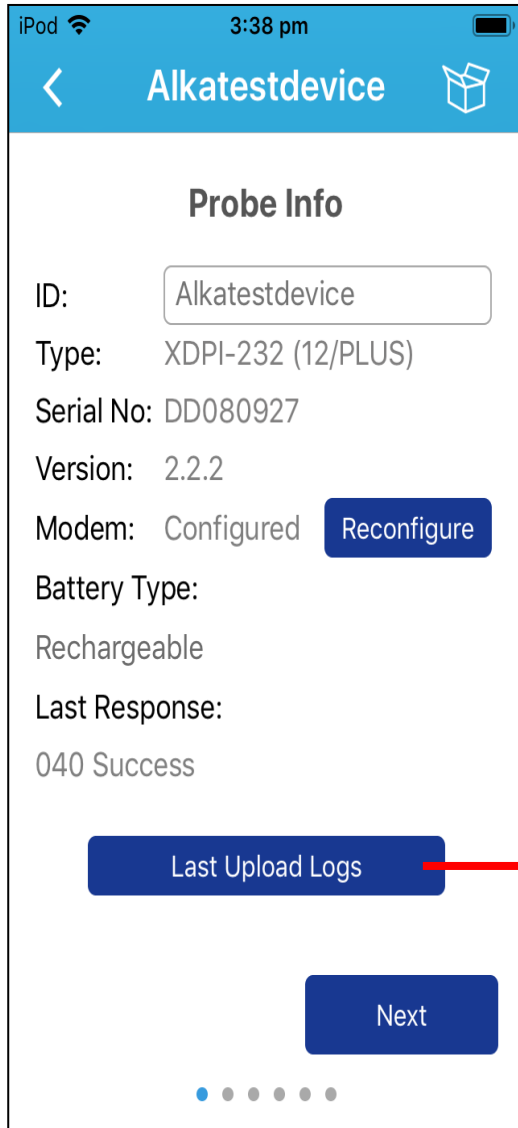 iPod 3:38 pm
Alkatestdevice
Probe Info
ID: Alkatestdevice
Type: XDPI-232 (12/PLUS)
Serial No: DD080927
Version: 2.2.2
Modem: Configured Reconfigure
Battery Type:
Rechargeable
Last Response:
040 Success
Last Upload Logs
Next